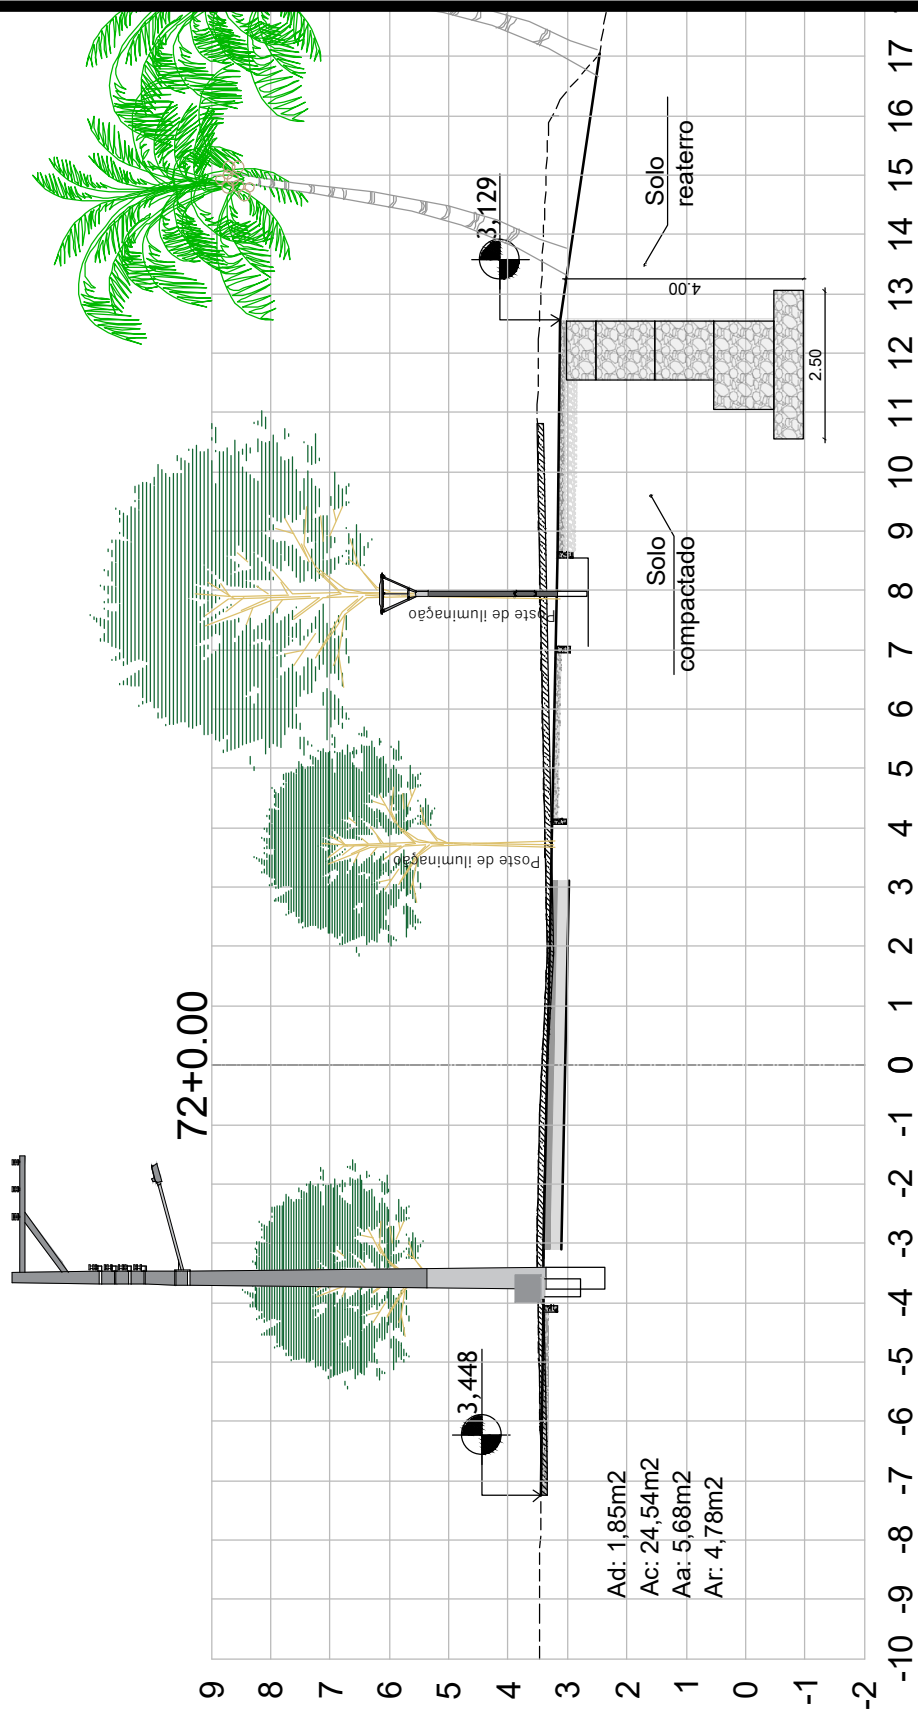 72+0.00
3,448
3,129
Poste de iluminação
Poste de iluminação
Solo
compactado
Solo
reaterro
4.00
2.50
Ad: 1,85m2
Ac: 24,54m2
Aa: 5,68m2
Ar: 4,78m2
9
8
7
6
5
4
3
2
1
0
-1
-2
-10 -9 -8 -7 -6 -5 -4 -3 -2 -1 0 1 2 3 4 5 6 7 8 9 10 11 12 13 14 15 16 17